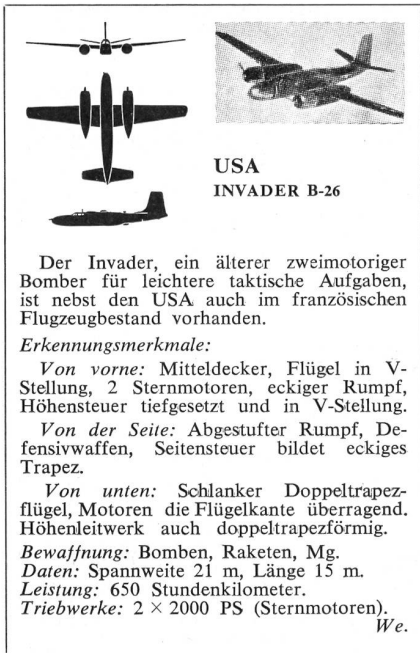 USA
INVADER B-26
Der Invader, ein älterer zweimotoriger
Bomber für leichtere taktische Aufgaben,
ist nebst den USA auch im französischen
Flugzeugbestand vorhanden.
Erkennungsmerkmale:
Von vorne: Mitteldecker, Flügel in V-
Stellung, 2 Sternmotoren, eckiger Rumpf,
Höhensteuer tiefgesetzt und in V-Stellung.
Von der Seite: Abgestufter Rumpf, De-
fensivwaffen, Seitensteuer bildet eckiges
Trapez.
Von unten: Schlanker Doppeltrapez-
flügel, Motoren die Flügelkante überragend.
Höhenleitwerk auch doppeltrapezförmig.
Bewaffnung: Bomben, Raketen, Mg.
Daten: Spannweite 21 m, Länge 15 m.
Leistung: 650 Stundenkilometer.
Triebwerke: 2 × 2000 PS (Sternmotoren).
We.